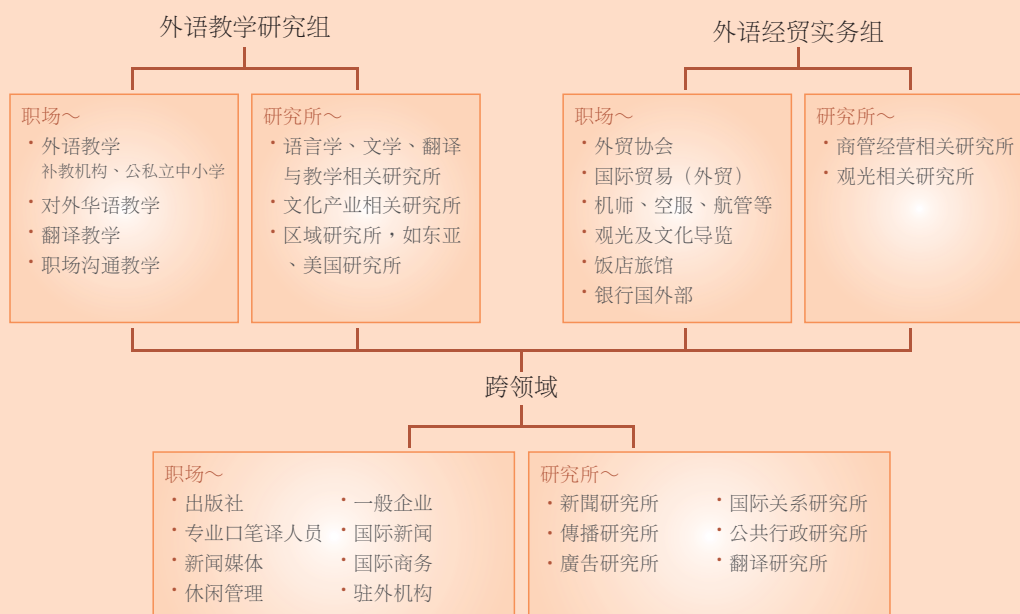 外语教学研究组
职场～
· 外语教学
补教机构、公私立中小学
· 对外华语教学
· 翻译教学
· 职场沟通教学
研究所～
· 语言学、文学、翻译
与教学相关研究所
· 文化产业相关研究所
· 区域研究所，如东亚
、美国研究所
外语经贸实务组
职场～
· 外贸协会
· 国际贸易（外贸）
· 机师、空服、航管等
· 观光及文化导览
· 饭店旅馆
· 银行国外部
研究所～
· 商管经营相关研究所
· 观光相关研究所
跨领域
职场～
· 出版社
· 专业口笔译人员
· 新闻媒体
· 休闲管理
· 一般企业
· 国际新闻
· 国际商务
· 驻外机构
研究所～
· 新聞研究所
· 傳播研究所
· 廣告研究所
· 国际关系研究所
· 公共行政研究所
· 翻译研究所